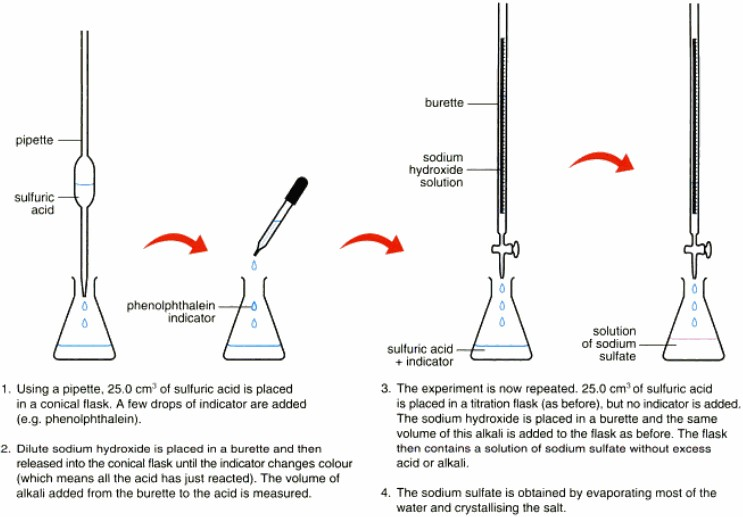 pipette
sulfuric
acid
phenolphthalein
indicator
burette
sodium
hydroxide
solution
sulfuric acid
+ indicator
solution
of sodium
sulfate
1. Using a pipette, 25.0 cm³ of sulfuric acid is placed
in a conical flask. A few drops of indicator are added
(e.g. phenolphthalein).
2. Dilute sodium hydroxide is placed in a burette and then
released into the conical flask until the indicator changes colour
(which means all the acid has just reacted). The volume of
alkali added from the burette to the acid is measured.
3. The experiment is now repeated. 25.0 cm³ of sulfuric acid
is placed in a titration flask (as before), but no indicator is added.
The sodium hydroxide is placed in a burette and the same
volume of this alkali is added to the flask as before. The flask
then contains a solution of sodium sulfate without excess
acid or alkali.
4. The sodium sulfate is obtained by evaporating most of the
water and crystallising the salt.